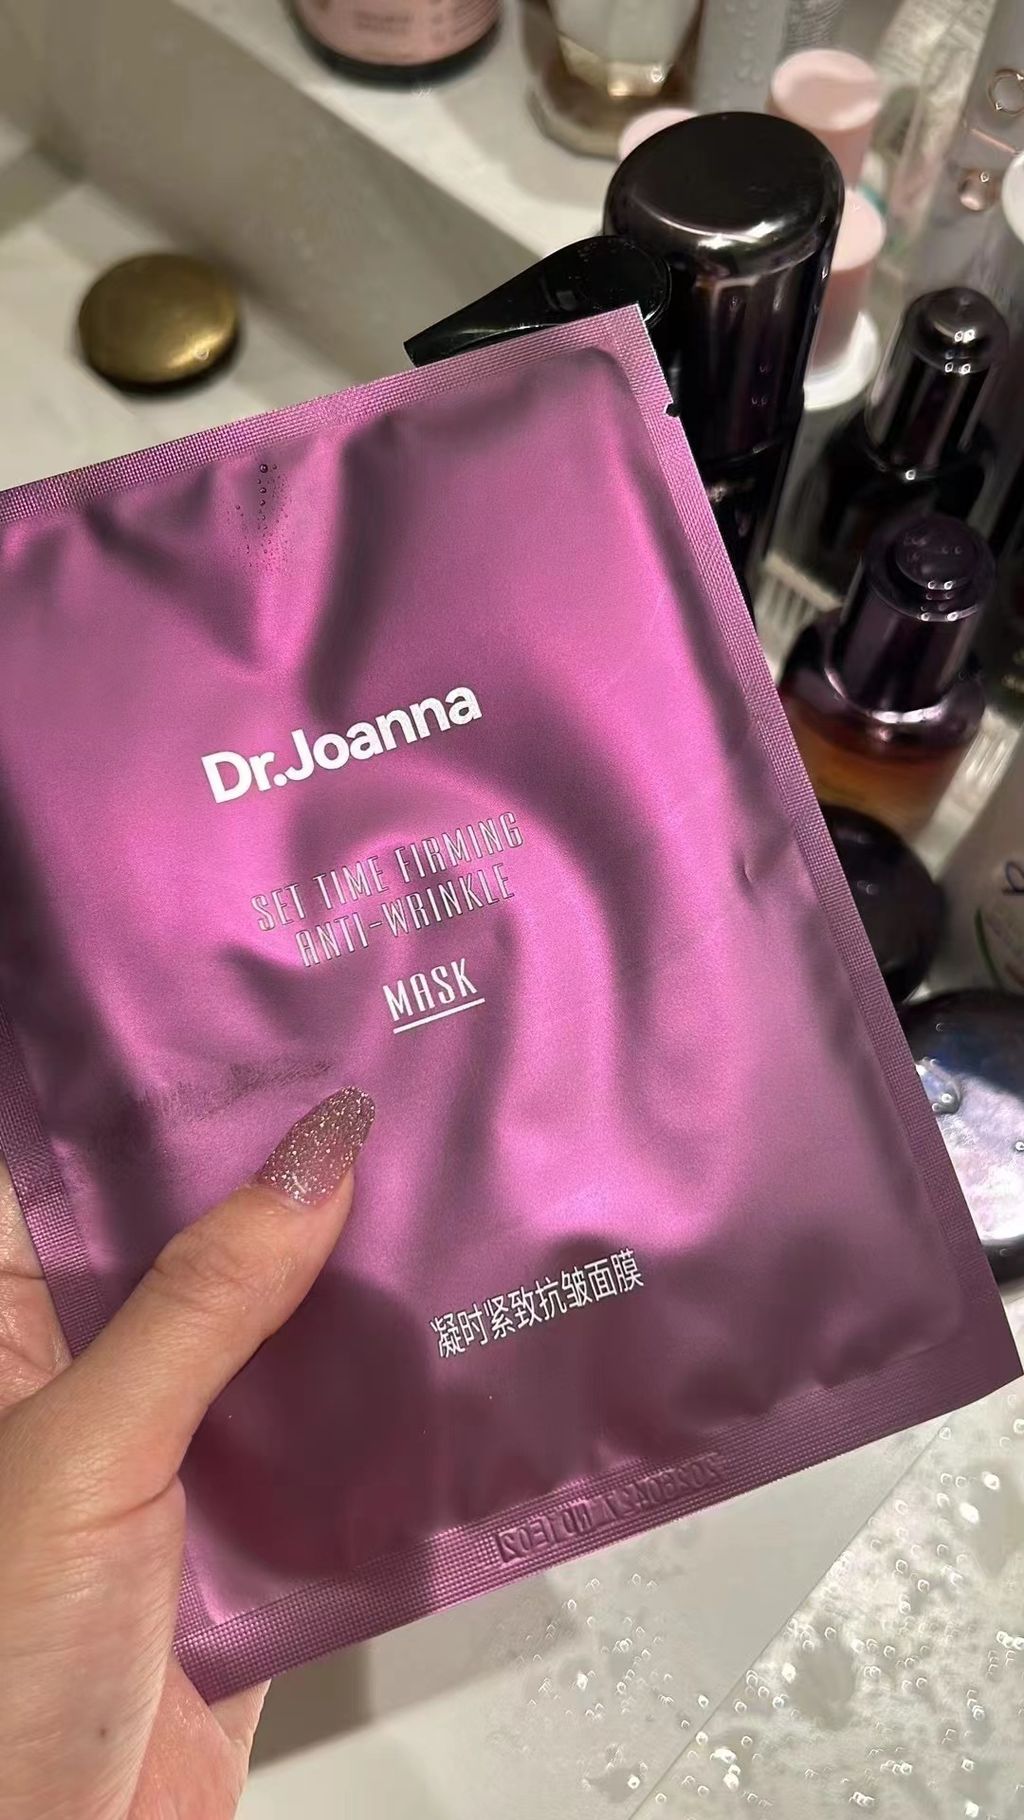 Dr.Joanna
SET TIME FIRMING
ANTI-WRINKLE
MASK
凝时紧致抗皱面膜